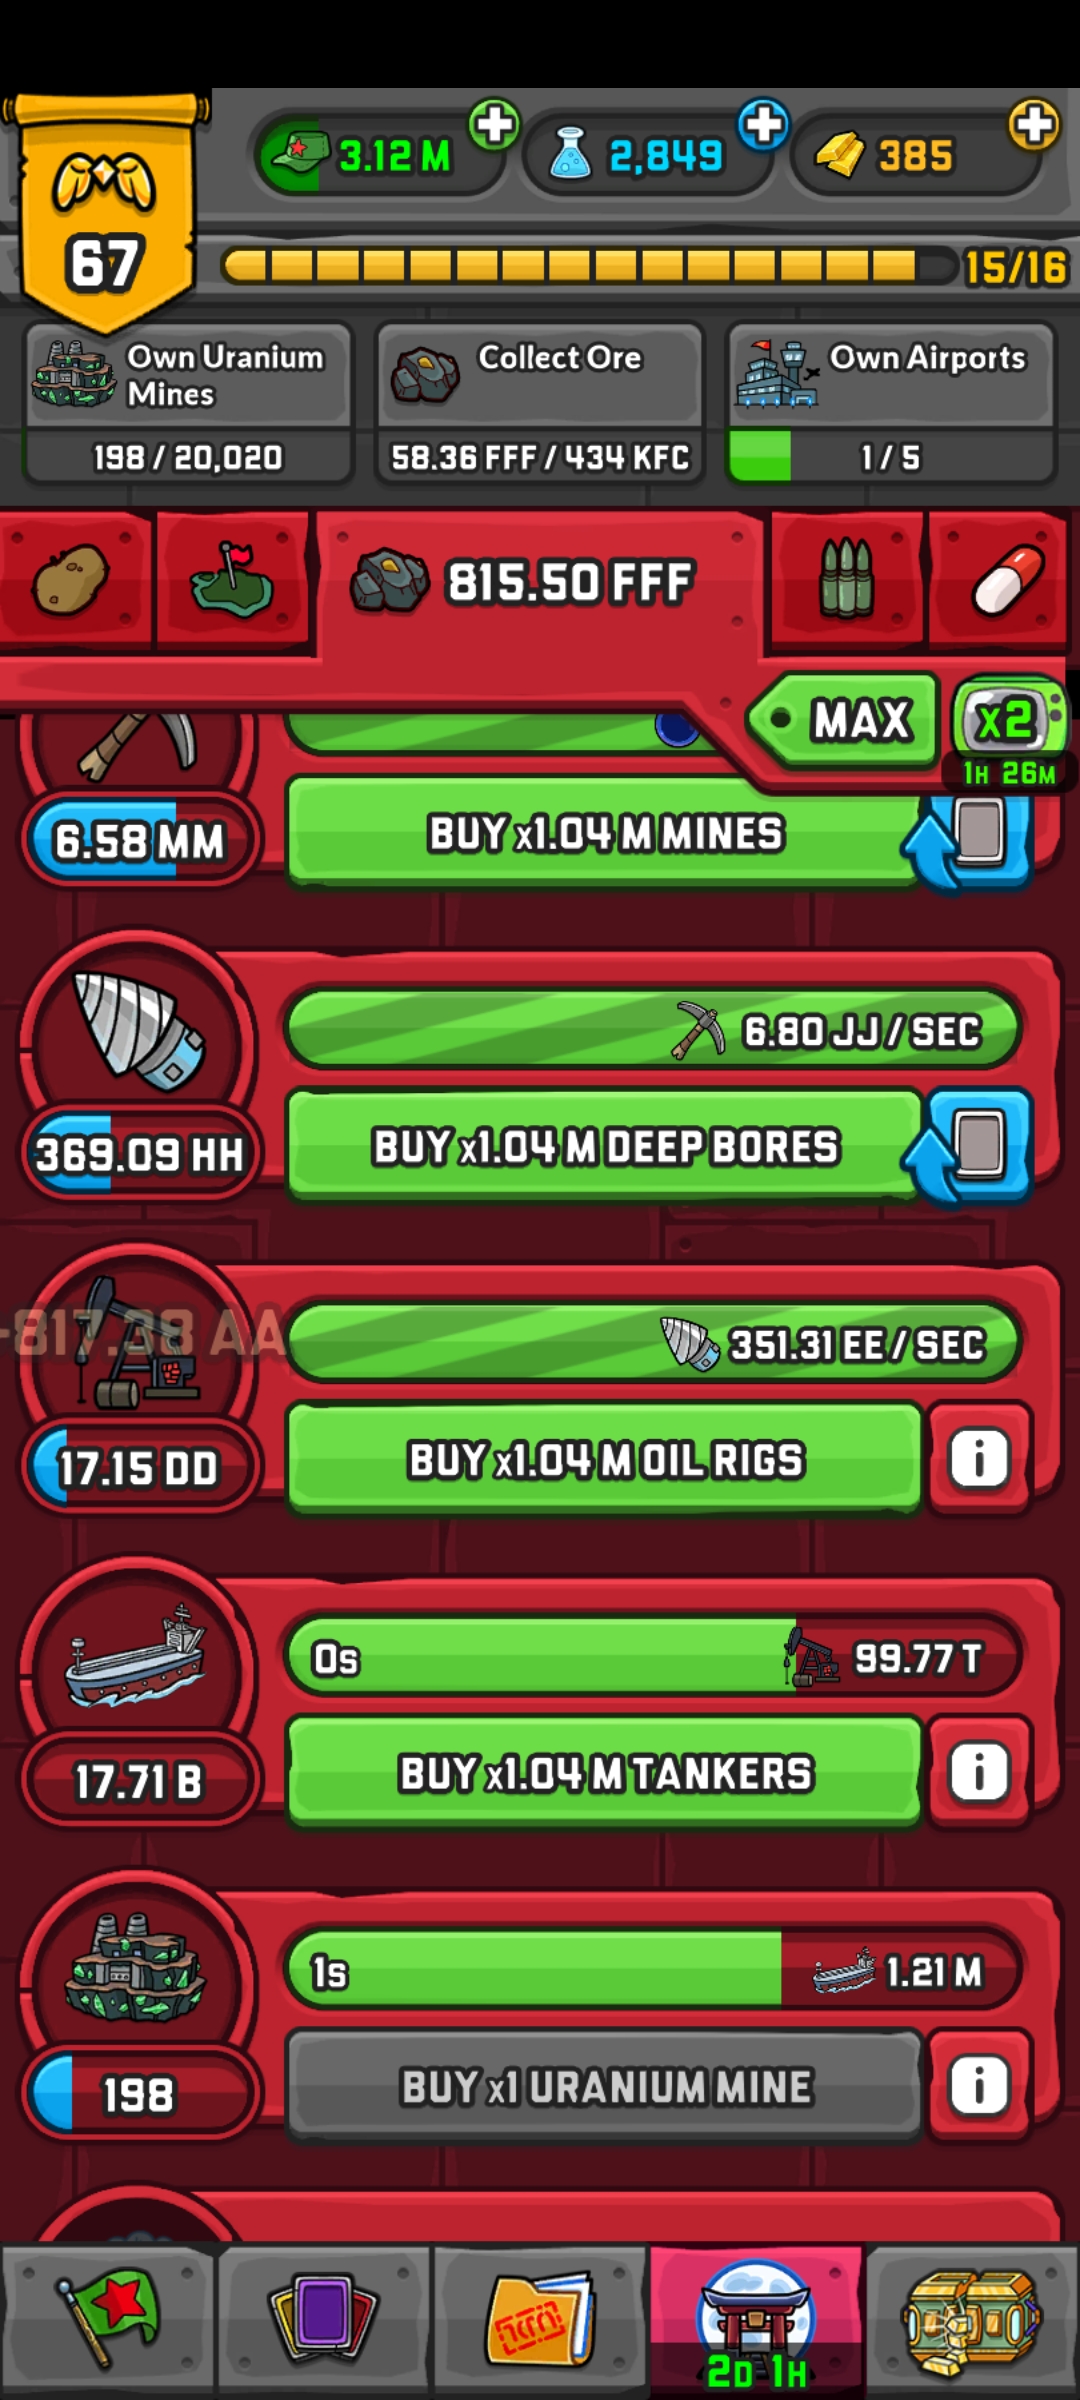 3.12 M
2,849
385
67
15/16
Own Uranium
Mines
198 / 20,020
Collect Ore
58.36 FFF / 434 KFC
Own Airports
1 / 5
815.50 FFF
MAX
x2
1H 26M
6.58 MM
BUY x1.04 M MINES
6.80 JJ / SEC
369.09 HH
BUY x1.04 M DEEP BORES
-817.38 AA
351.31 EE / SEC
17.15 DD
BUY x1.04 M OIL RIGS
i
0s
99.77 T
17.71 B
BUY x1.04 M TANKERS
i
1s
1.21 M
198
BUY x1 URANIUM MINE
i
2D 1H